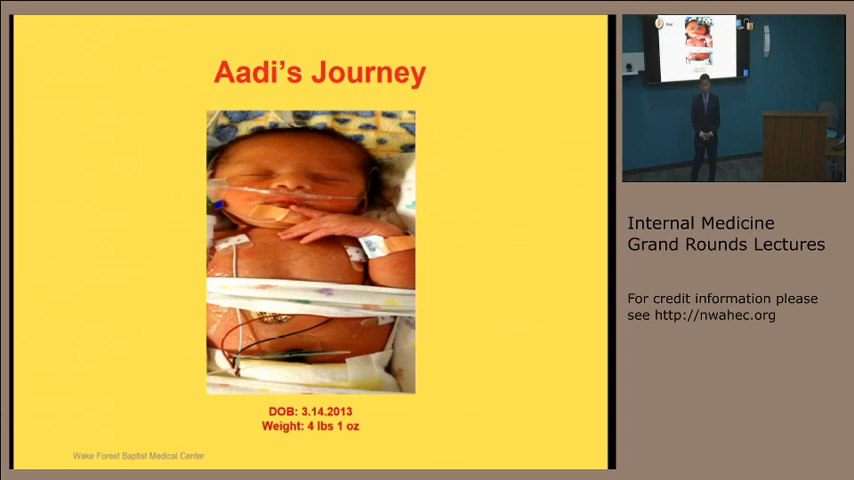 Aadi's Journey
DOB: 3.14.2013
Weight: 4 lbs 1 oz
Wake Forest Baptist Medical Center
Internal Medicine
Grand Rounds Lectures
For credit information please
see http://nwahec.org